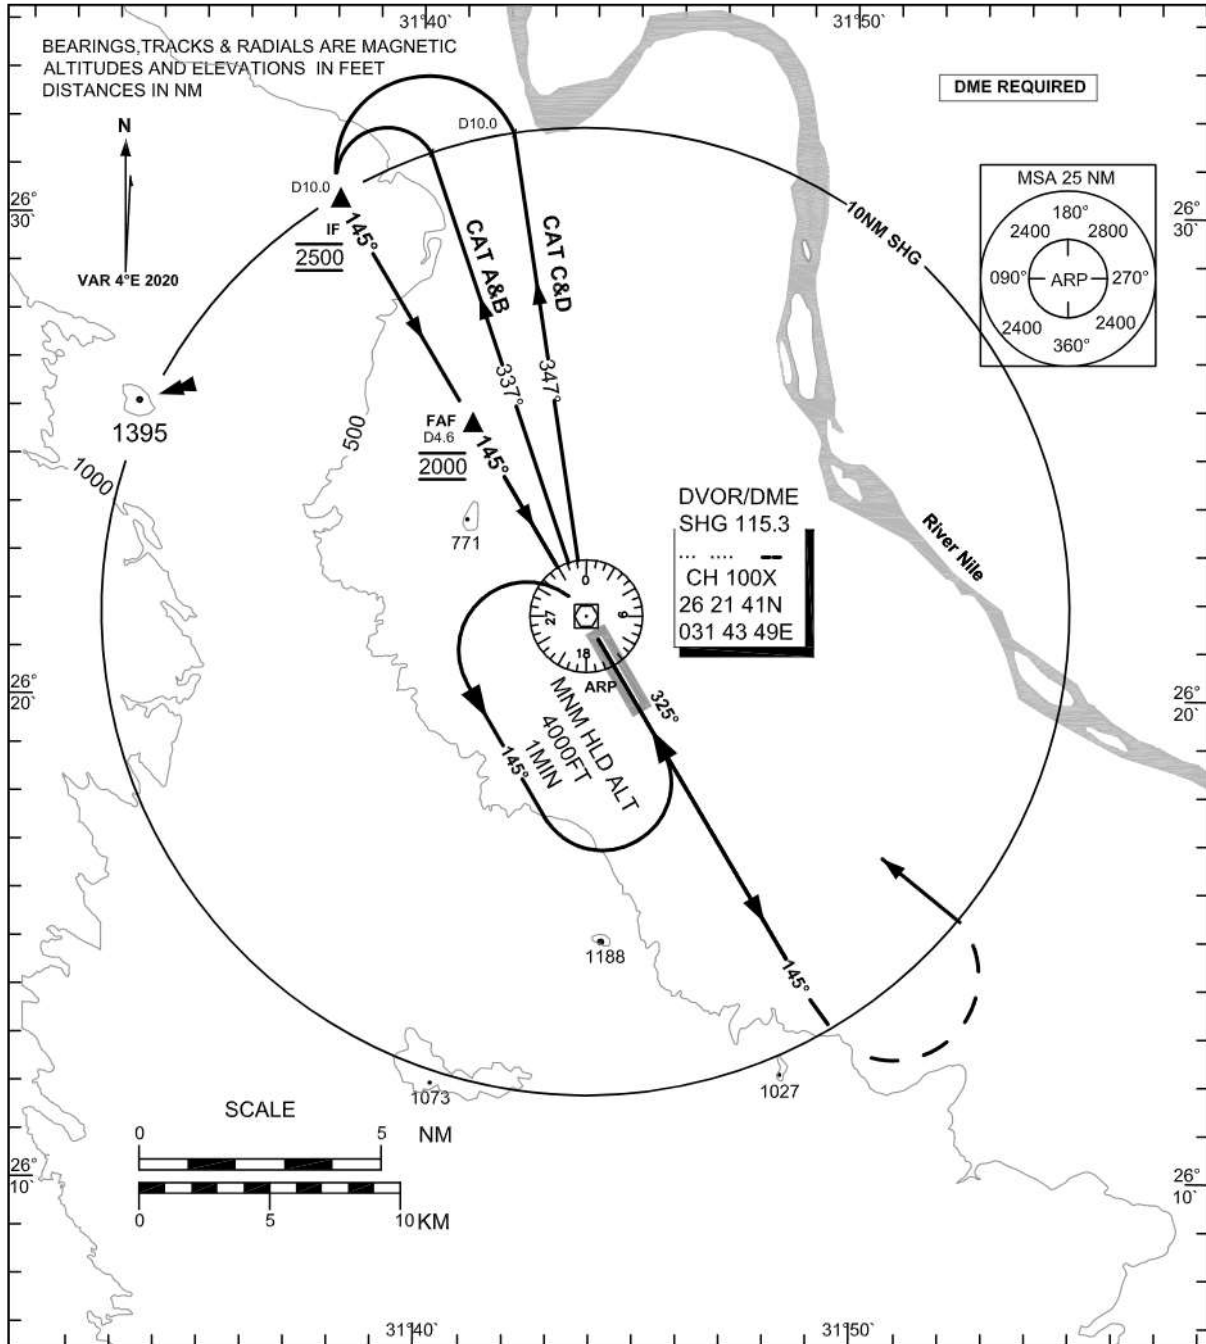 31°40`
31°50`
BEARINGS,TRACKS & RADIALS ARE MAGNETIC
ALTITUDES AND ELEVATIONS IN FEET
DISTANCES IN NM
DME REQUIRED
N
VAR 4°E 2020
D10.0
D10.0
IF
2500
145°
CAT A&B
CAT C&D
337°
347°
10NM SHG
MSA 25 NM
180°
2400
2800
090°
ARP
270°
2400
2400
360°
26°
30`
26°
30`
1395
1000
500
FAF
D4.6
2000
145°
771
DVOR/DME
SHG 115.3
... .... --
CH 100X
26 21 41N
031 43 49E
River Nile
0
9
18
27
ARP
325°
MNM HLD ALT
4000FT
1MIN
145°
26°
20`
26°
20`
145°
1188
1073
1027
SCALE
0
5
NM
0
5
10
KM
26°
10`
26°
10`
31°40`
31°50`